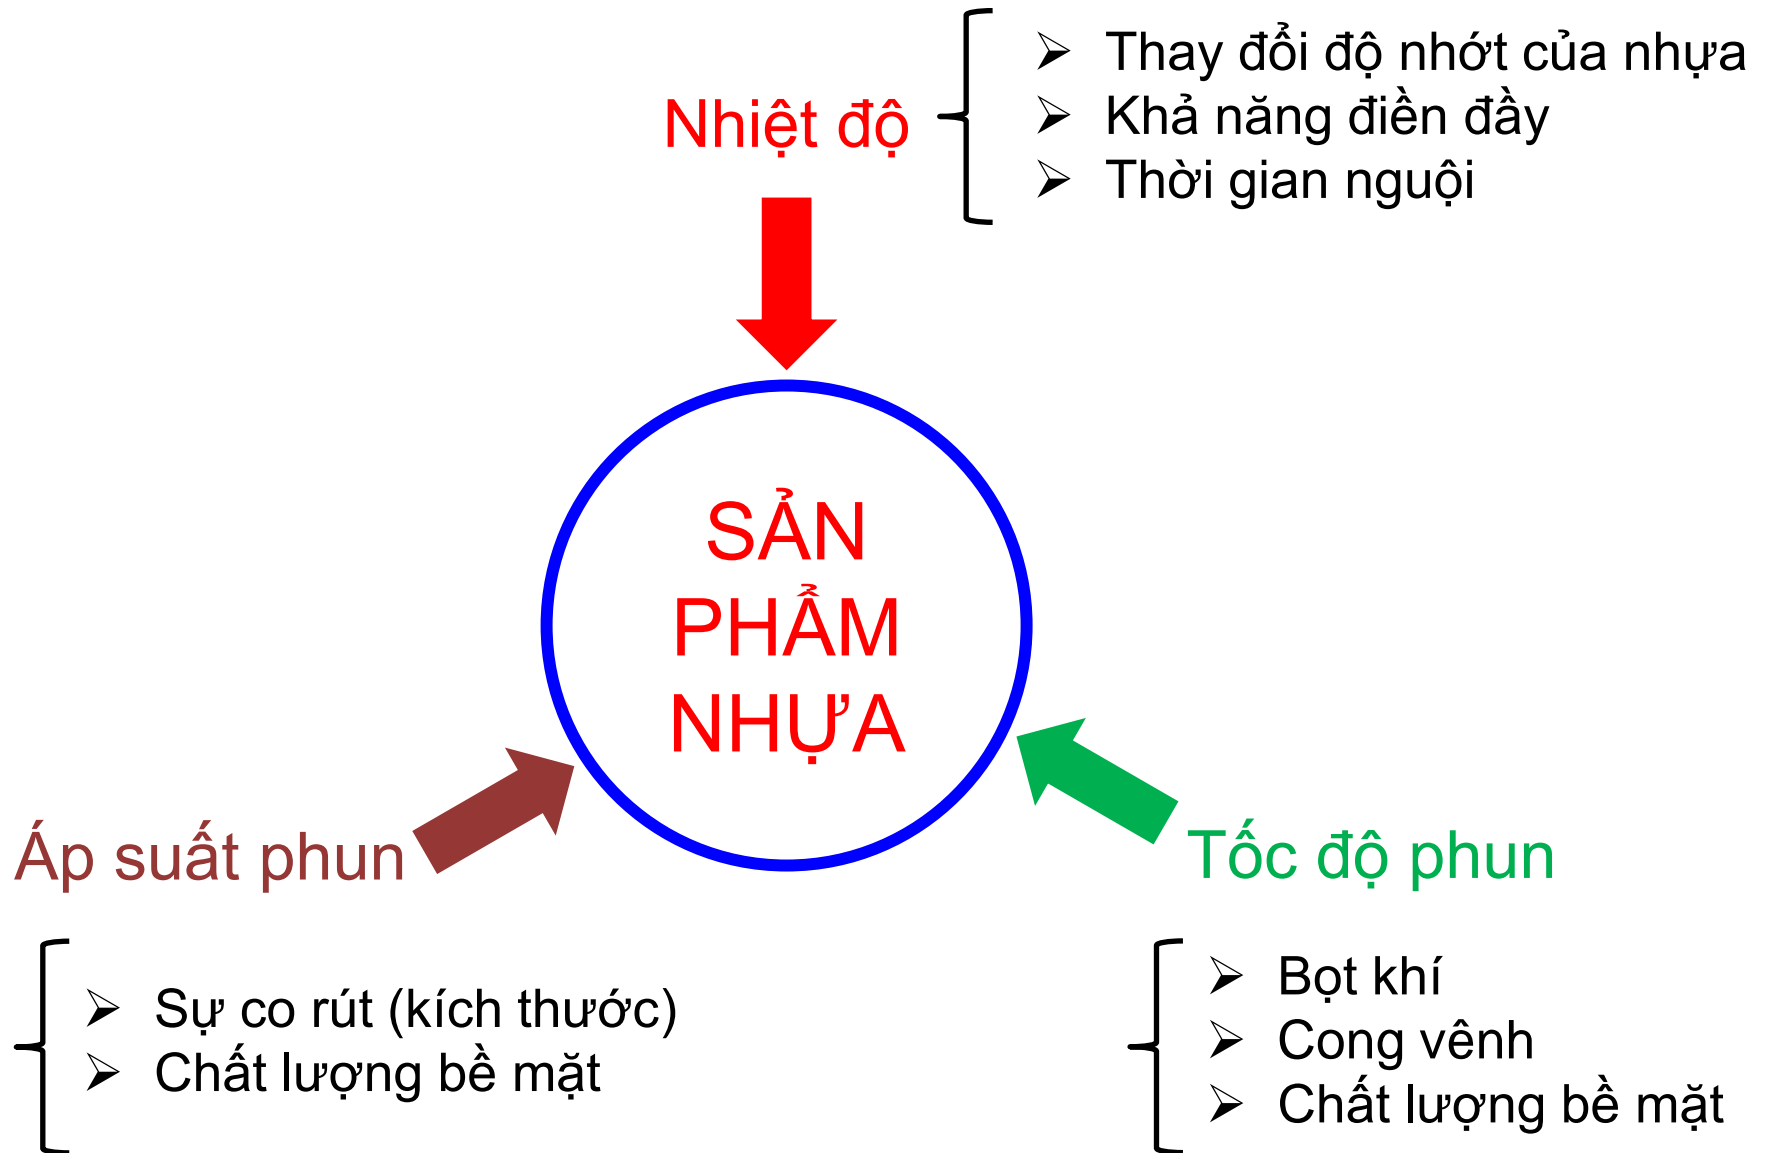 Nhiệt độ
➢ Thay đổi độ nhớt của nhựa
➢ Khả năng điền đầy
➢ Thời gian nguội
SẢN
PHẨM
NHỰA
Áp suất phun
➢ Sự co rút (kích thước)
➢ Chất lượng bề mặt
Tốc độ phun
➢ Bọt khí
➢ Cong vênh
➢ Chất lượng bề mặt